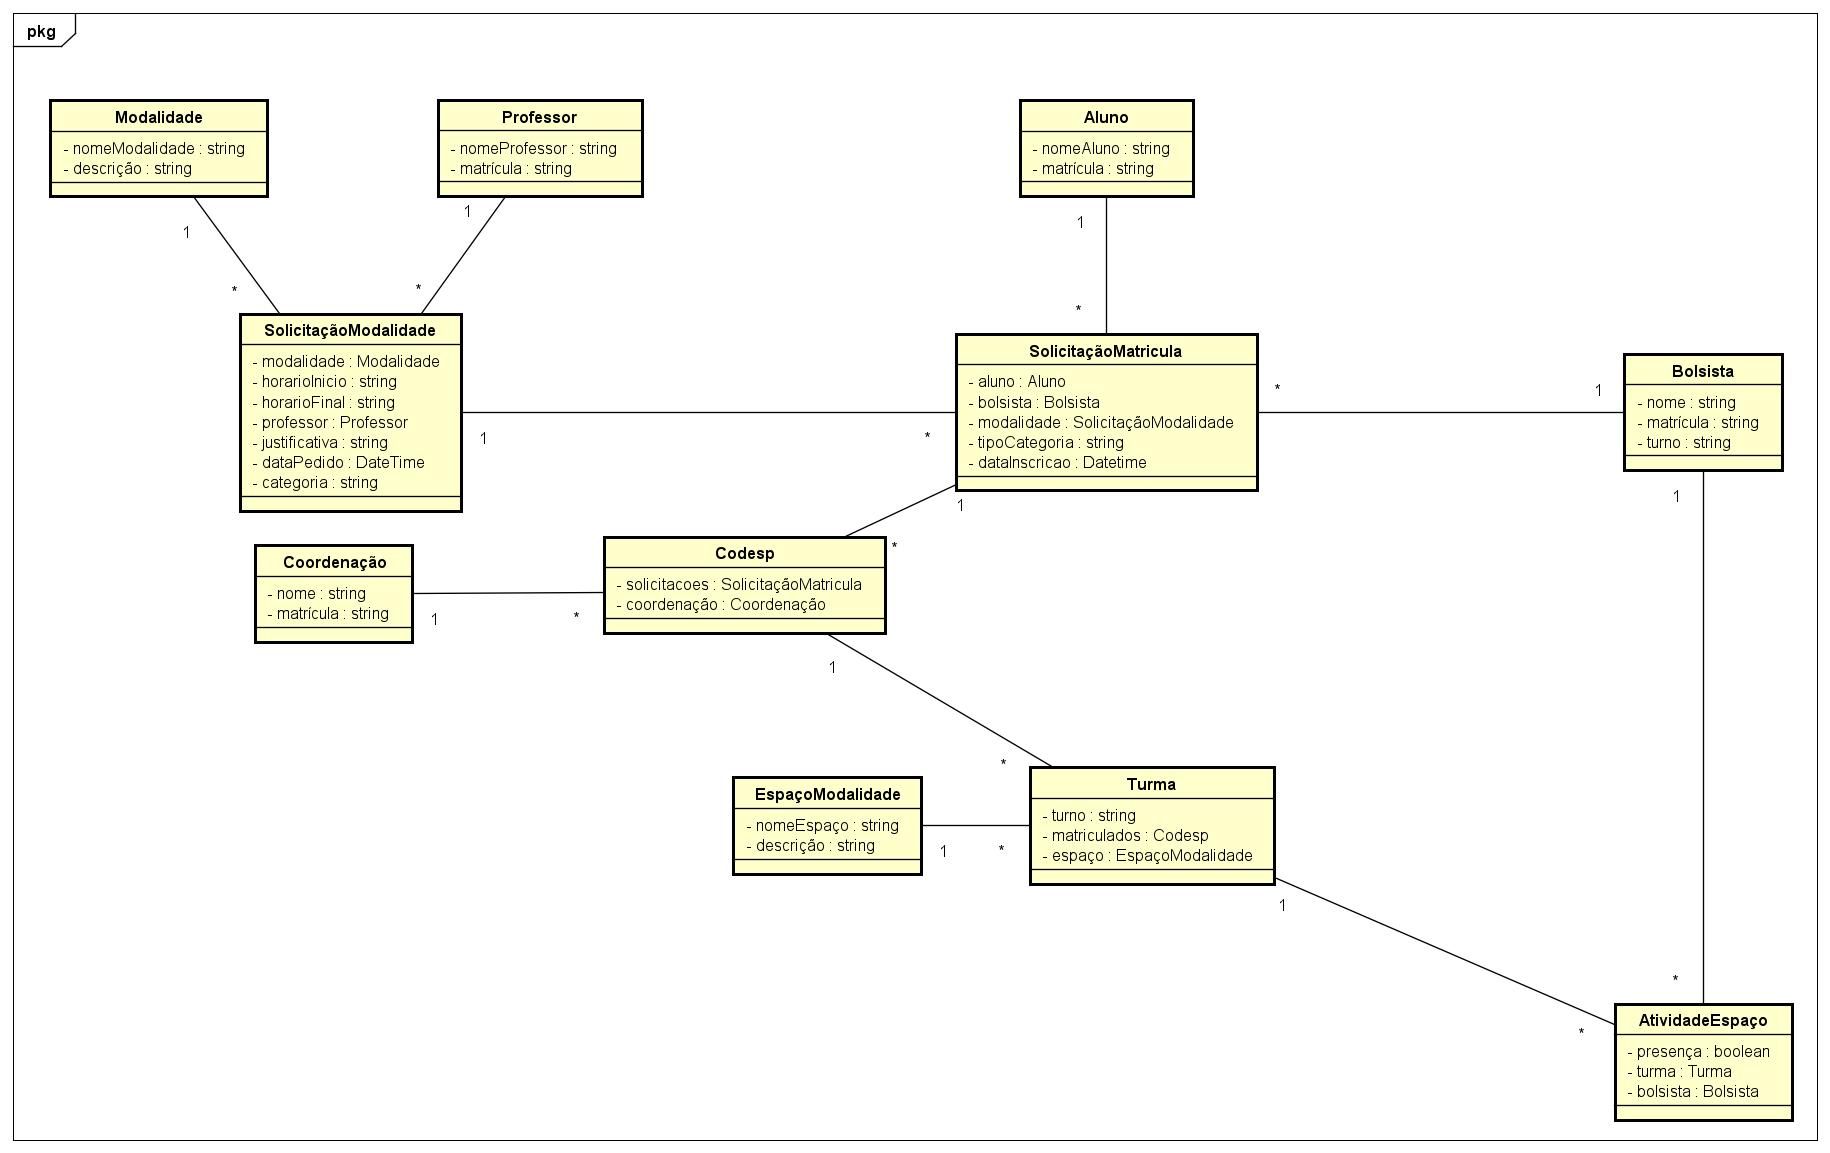 pkg
Modalidade
- nomeModalidade : string
- descrição : string
Professor
- nomeProfessor : string
- matrícula : string
Aluno
- nomeAluno : string
- matrícula : string
1
*
1
*
1
*
SolicitaçãoModalidade
- modalidade : Modalidade
- horarioInicio : string
- horarioFinal : string
- professor : Professor
- justificativa : string
- dataPedido : DateTime
- categoria : string
1
*
SolicitaçãoMatricula
- aluno : Aluno
- bolsista : Bolsista
- modalidade : SolicitaçãoModalidade
- tipoCategoria : string
- dataInscricao : Datetime
*
1
Bolsista
- nome : string
- matrícula : string
- turno : string
1
*
1
Coordenação
- nome : string
- matrícula : string
1
*
Codesp
- solicitacoes : SolicitaçãoMatricula
- coordenação : Coordenação
1
*
EspaçoModalidade
- nomeEspaço : string
- descrição : string
1
*
Turma
- turno : string
- matriculados : Codesp
- espaço : EspaçoModalidade
1
*
*
AtividadeEspaço
- presença : boolean
- turma : Turma
- bolsista : Bolsista